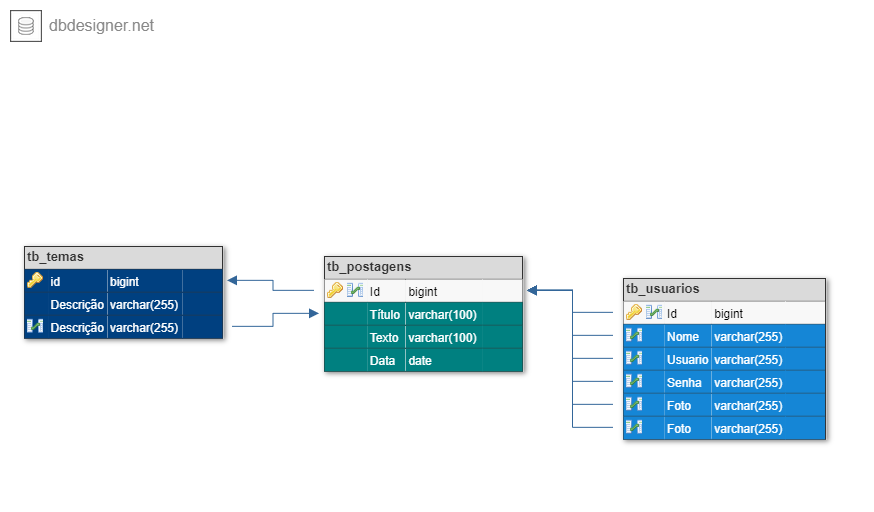 dbdesigner.net
tb_temas
id bigint
Descrição varchar(255)
Descrição varchar(255)
tb_postagens
Id bigint
Título varchar(100)
Texto varchar(100)
Data date
tb_usuarios
Id bigint
Nome varchar(255)
Usuario varchar(255)
Senha varchar(255)
Foto varchar(255)
Foto varchar(255)